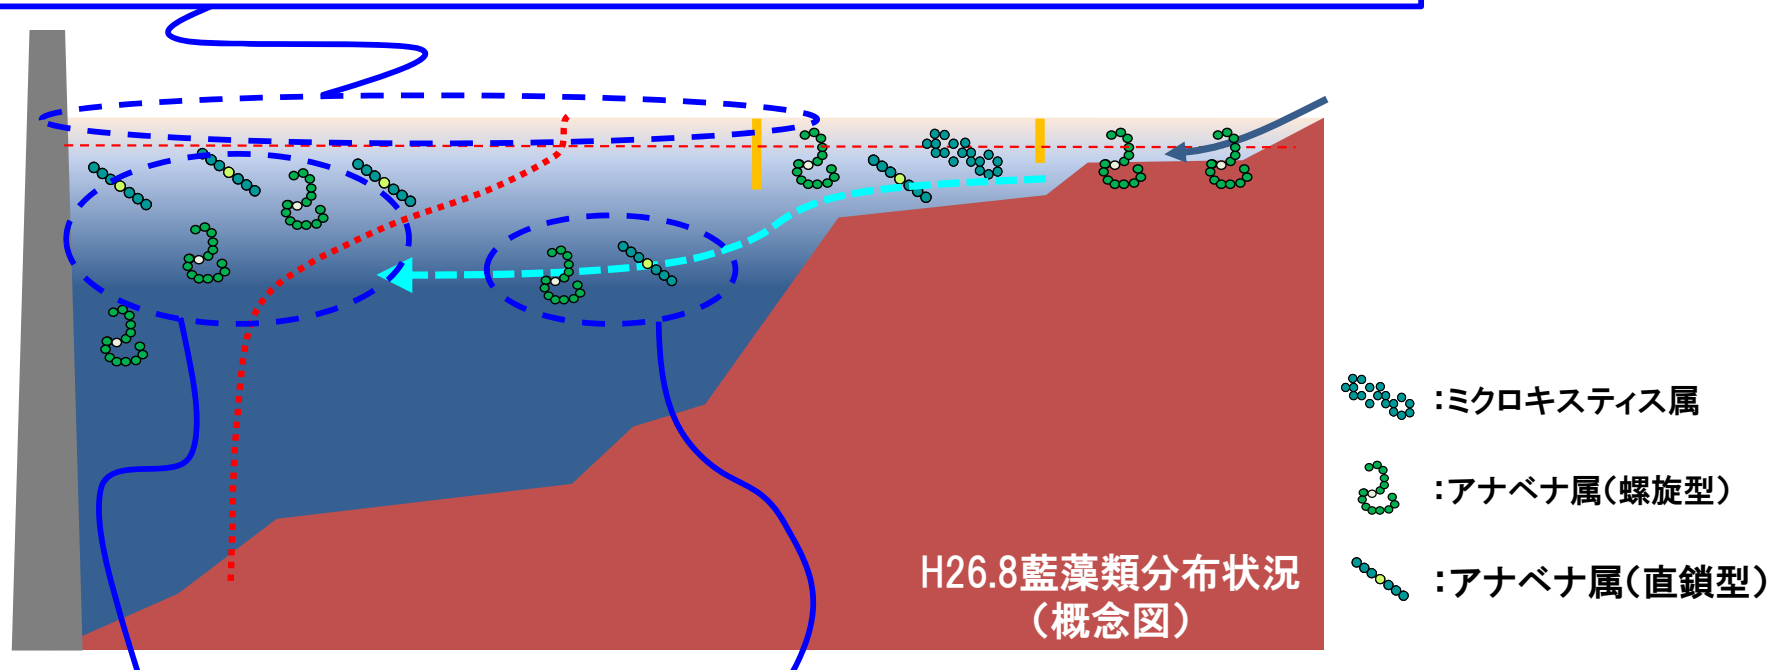 :ミクロキスティス属
:アナベナ属(螺旋型)
:アナベナ属(直鎖型)
H26.8藍藻類分布状況
(概念図)